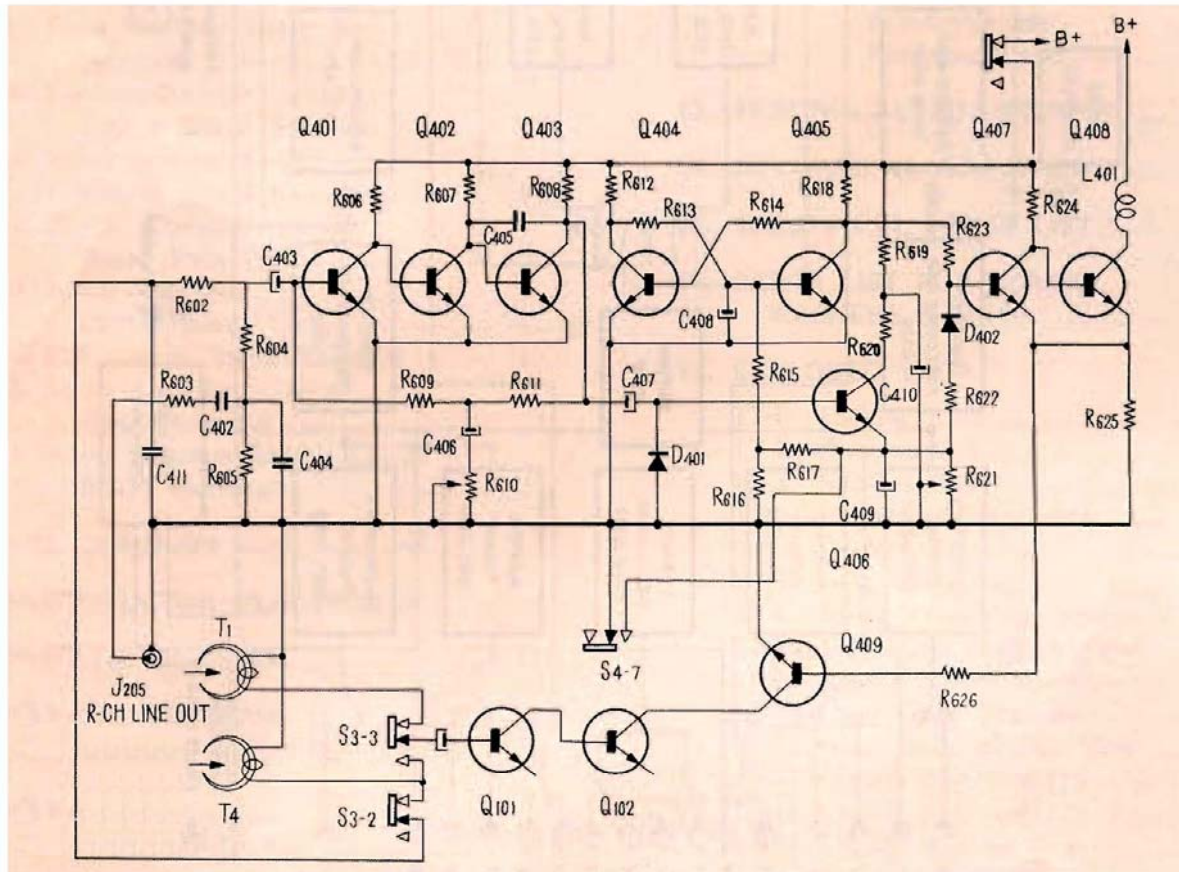 B+
B+
Q401
Q402
Q403
Q404
Q405
Q407
Q408
L401
R606
R607
R608
R612
R613
R614
R618
R619
R623
R624
C405
C403
R602
R604
C408
R620
D402
R603
C402
R609
R611
C407
R615
C410
R622
R625
C411
R605
C404
C406
R610
D401
R616
R617
C409
R621
Q406
T1
S4-7
Q409
R626
J205
R-CH LINE OUT
S3-3
T4
S3-2
Q101
Q102